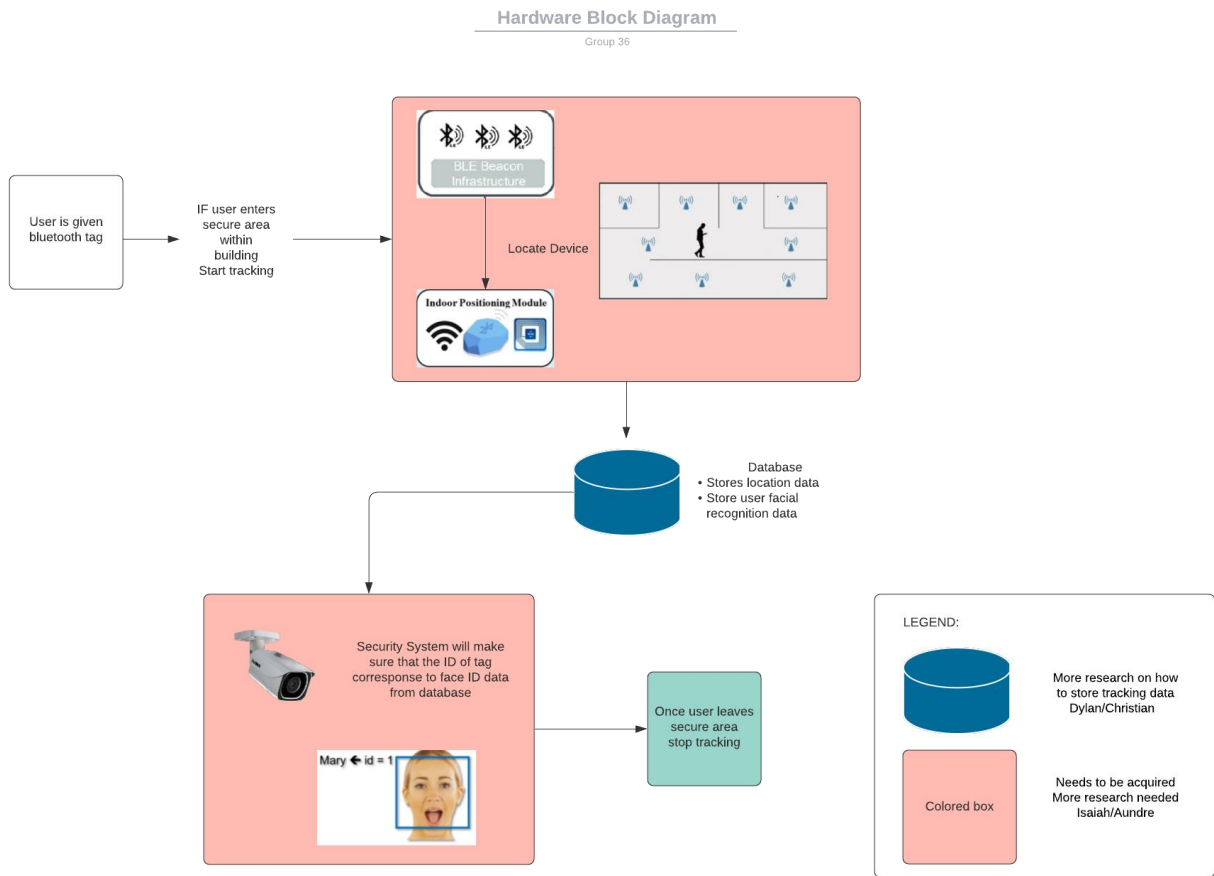 Hardware Block Diagram
Group 36
User is given
bluetooth tag
IF user enters
secure area
within
building
Start tracking
BLE Beacon
Infrastructure
Indoor Positioning Module
Locate Device
Database
• Stores location data
• Store user facial
recognition data
Security System will make
sure that the ID of tag
corresponse to face ID data
from database
Mary ← id = 1
Once user leaves
secure area
stop tracking
LEGEND:
More research on how
to store tracking data
Dylan/Christian
Colored box
Needs to be acquired
More research needed
Isaiah/Aundre